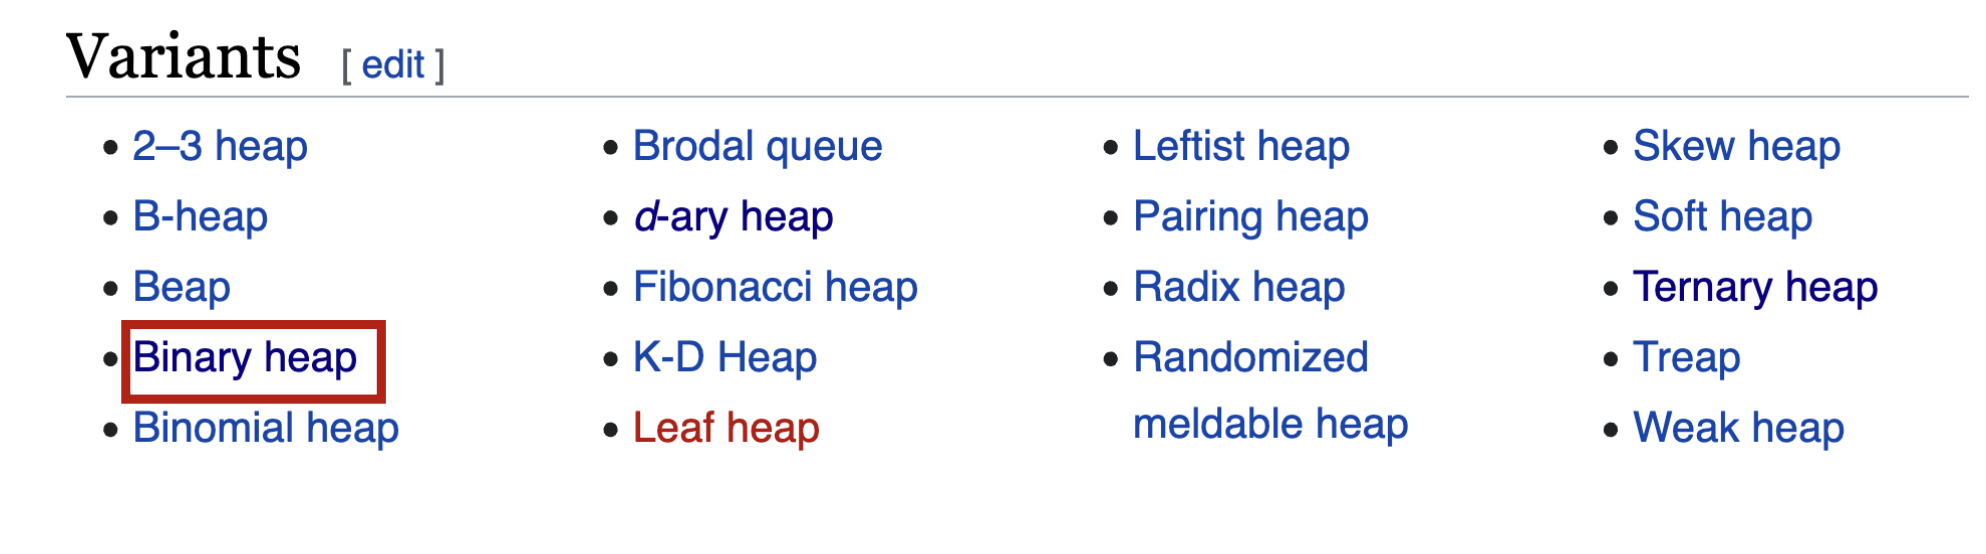 Variants [ edit ]
2–3 heap
B-heap
Beap
Binary heap
Binomial heap
Brodal queue
d-ary heap
Fibonacci heap
K-D Heap
Leaf heap
Leftist heap
Pairing heap
Radix heap
Randomized
meldable heap
Skew heap
Soft heap
Ternary heap
Treap
Weak heap